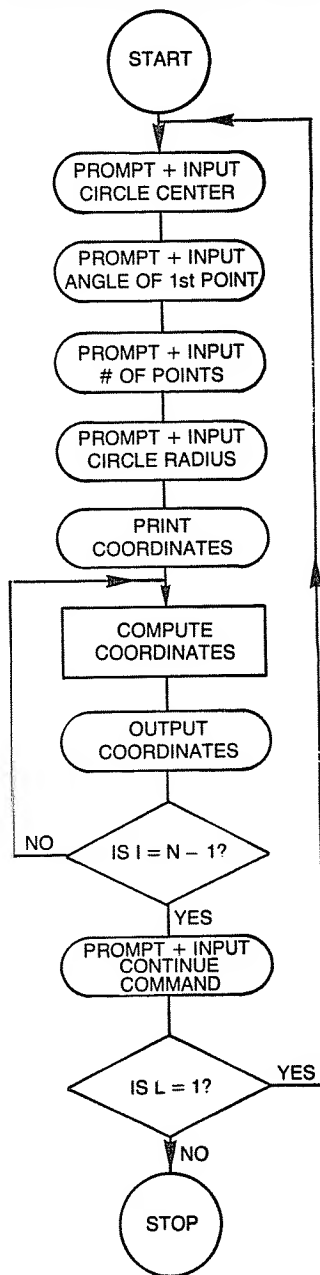 START
PROMPT + INPUT
CIRCLE CENTER
PROMPT + INPUT
ANGLE OF 1st POINT
PROMPT + INPUT
# OF POINTS
PROMPT + INPUT
CIRCLE RADIUS
PRINT
COORDINATES
COMPUTE
COORDINATES
OUTPUT
COORDINATES
NO
IS I = N – 1?
YES
PROMPT + INPUT
CONTINUE
COMMAND
IS L = 1?
YES
NO
STOP